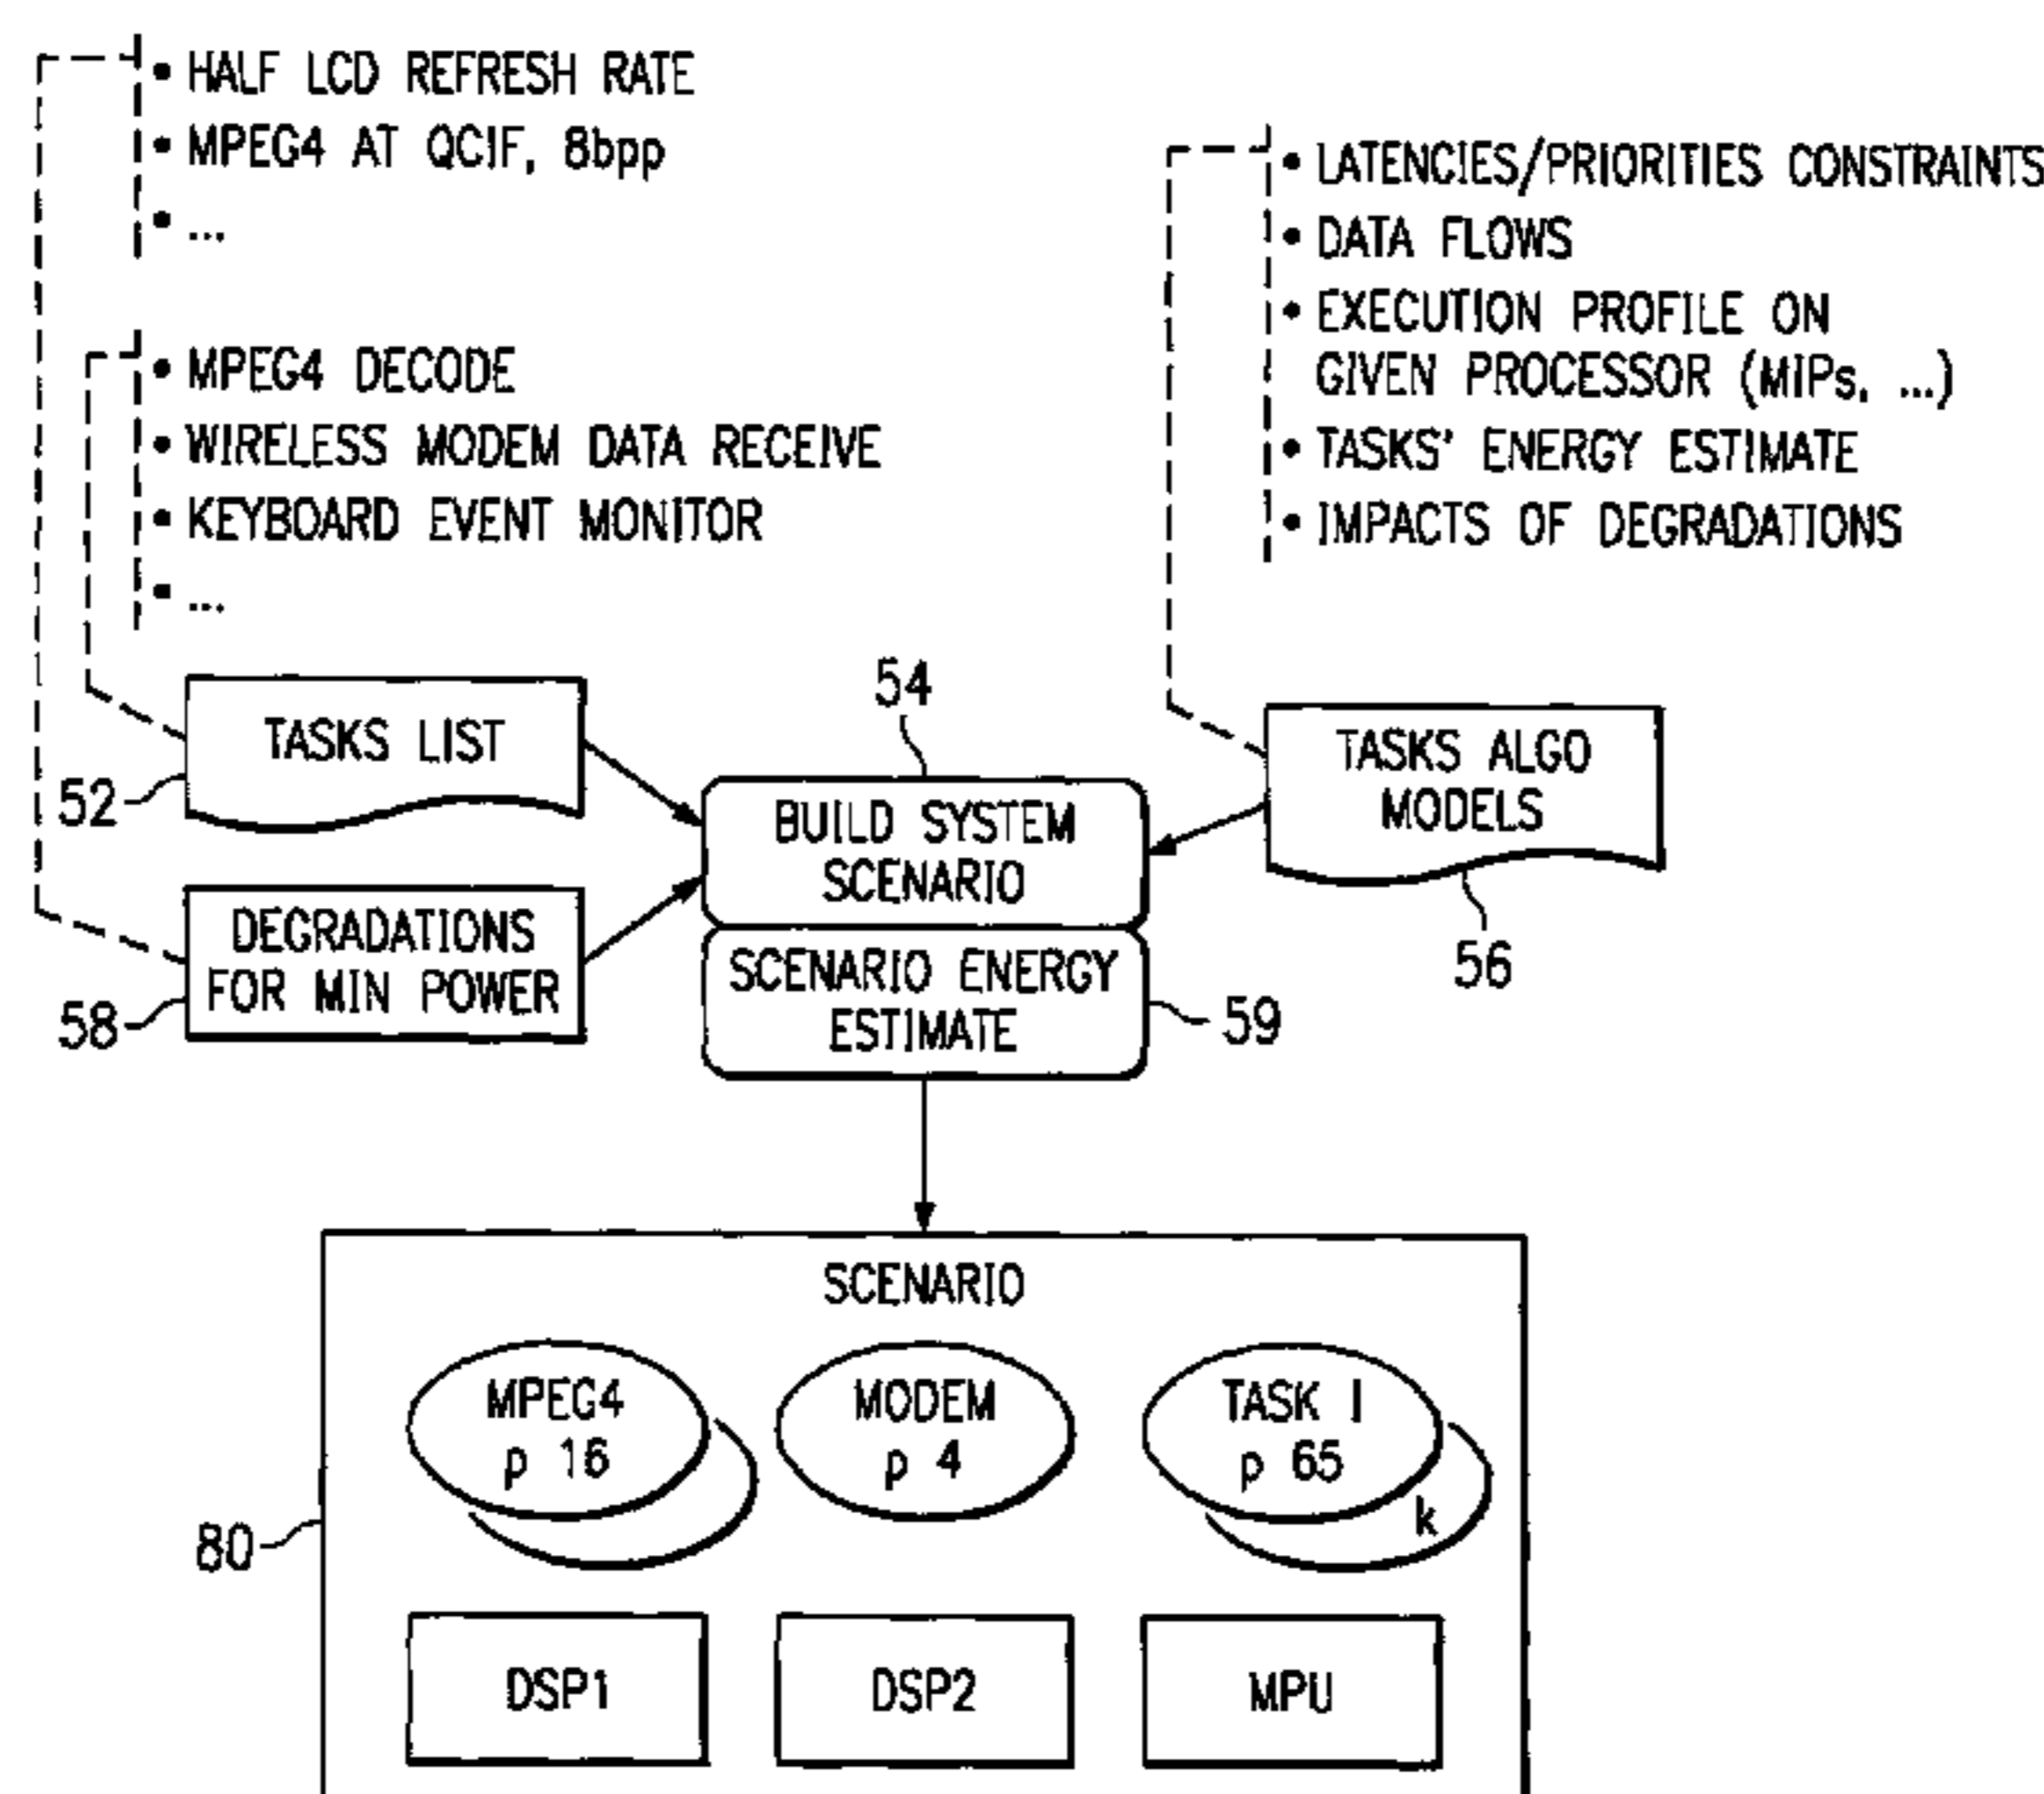 • HALF LCD REFRESH RATE
• MPEG4 AT QCIF, 8bpp
• ...
• MPEG4 DECODE
• WIRELESS MODEM DATA RECEIVE
• KEYBOARD EVENT MONITOR
• ...
• LATENCIES/PRIORITIES CONSTRAINTS
• DATA FLOWS
• EXECUTION PROFILE ON
GIVEN PROCESSOR (MIPs, ...)
• TASKS' ENERGY ESTIMATE
• IMPACTS OF DEGRADATIONS
TASKS LIST
52
54
BUILD SYSTEM
SCENARIO
TASKS ALGO
MODELS
56
DEGRADATIONS
FOR MIN POWER
58
SCENARIO ENERGY
ESTIMATE
59
SCENARIO
MPEG4
p 16
MODEM
p 4
TASK I
p 65
k
80
DSP1
DSP2
MPU